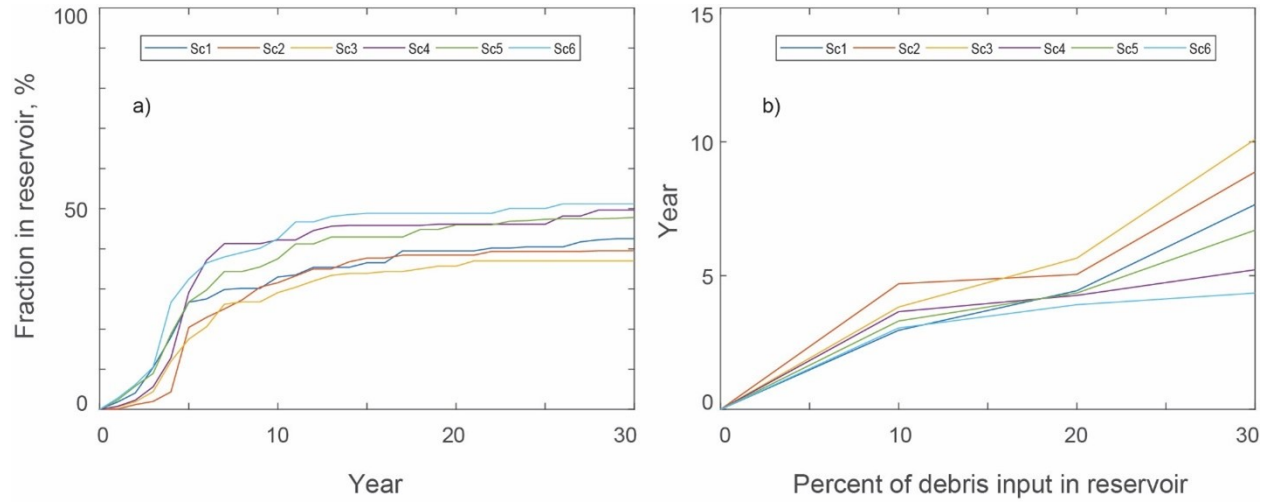 100
50
0
Fraction in reservoir, %
Sc1 Sc2 Sc3 Sc4 Sc5 Sc6
a)
0 10 20 30
Year
15
10
5
0
Year
Sc1 Sc2 Sc3 Sc4 Sc5 Sc6
b)
0 10 20 30
Percent of debris input in reservoir